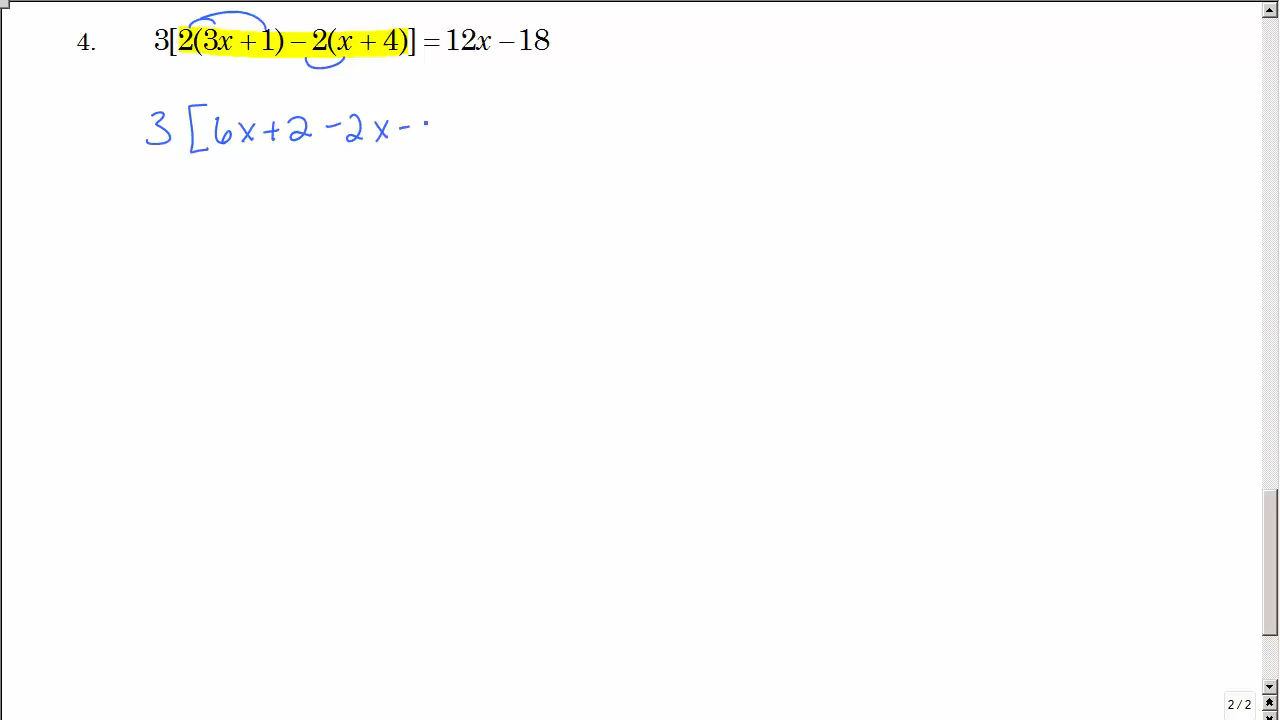 4. 3[2(3x + 1) – 2(x + 4)] = 12x – 18
3 [6x + 2 - 2x -
2 / 2